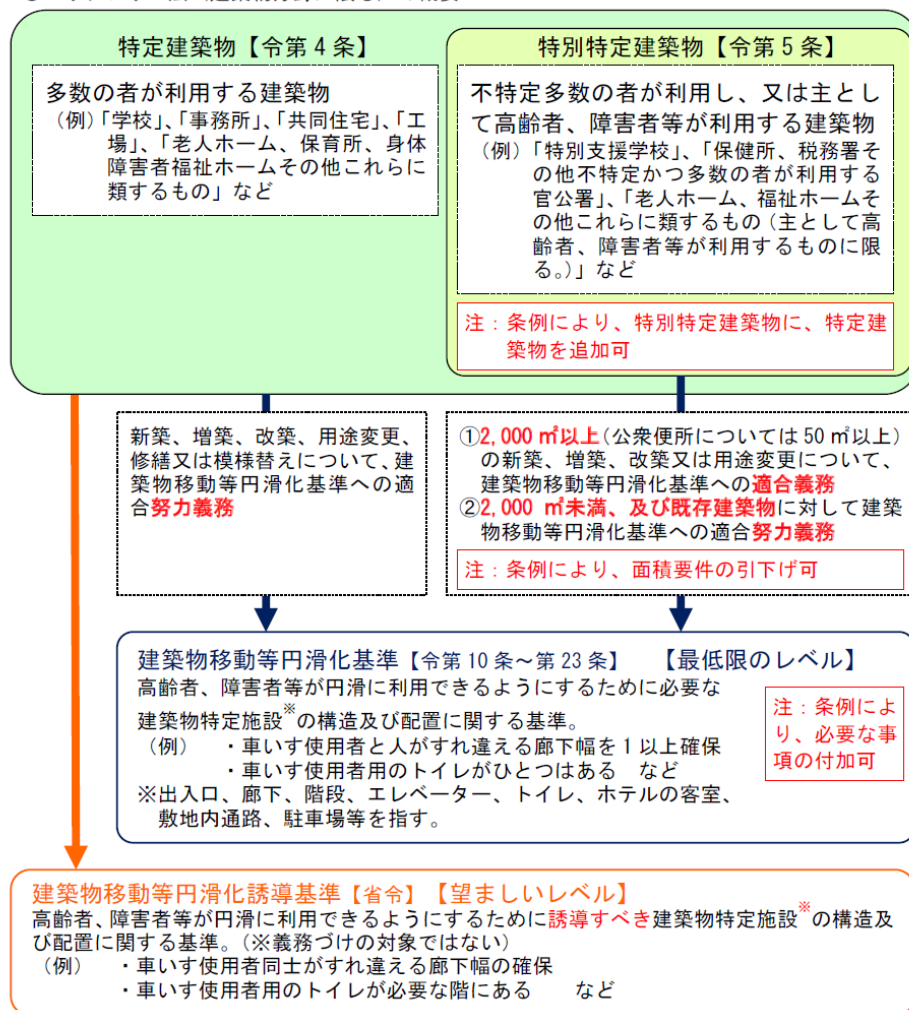 特定建築物【令第4条】
多数の者が利用する建築物
（例）「学校」、「事務所」、「共同住宅」、「工
場」、「老人ホーム、保育所、身体
障害者福祉ホームその他これらに
類するもの」など
特別特定建築物【令第5条】
不特定多数の者が利用し、又は主とし
て高齢者、障害者等が利用する建築物
（例）「特別支援学校」、「保健所、税務署そ
の他不特定かつ多数の者が利用する
官公署」、「老人ホーム、福祉ホームそ
の他これらに類するもの（主として高
齢者、障害者等が利用するものに限
る。）」など
注：条例により、特別特定建築物に、特定建
築物を追加可
新築、増築、改築、用途変更、
修繕又は模様替えについて、建
築物移動等円滑化基準への適
合努力義務
①2,000 ㎡以上（公衆便所については 50 ㎡以上）
の新築、増築、改築又は用途変更について、
建築物移動等円滑化基準への適合義務
②2,000 ㎡未満、及び既存建築物に対して建築
物移動等円滑化基準への適合努力義務
注：条例により、面積要件の引下げ可
建築物移動等円滑化基準【令第10条～第23条】　【最低限のレベル】
高齢者、障害者等が円滑に利用できるようにするために必要な
建築物特定施設※の構造及び配置に関する基準。
（例）　・車いす使用者と人がすれ違える廊下幅を1以上確保
・車いす使用者用のトイレがひとつはある　など
※出入口、廊下、階段、エレベーター、トイレ、ホテルの客室、
敷地内通路、駐車場等を指す。
注：条例によ
り、必要な事
項の付加可
建築物移動等円滑化誘導基準【省令】【望ましいレベル】
高齢者、障害者等が円滑に利用できるようにするために誘導すべき建築物特定施設※の構造及
び配置に関する基準。（※義務づけの対象ではない）
（例）　・車いす使用者同士がすれ違える廊下幅の確保
・車いす使用者用のトイレが必要な階にある　　など